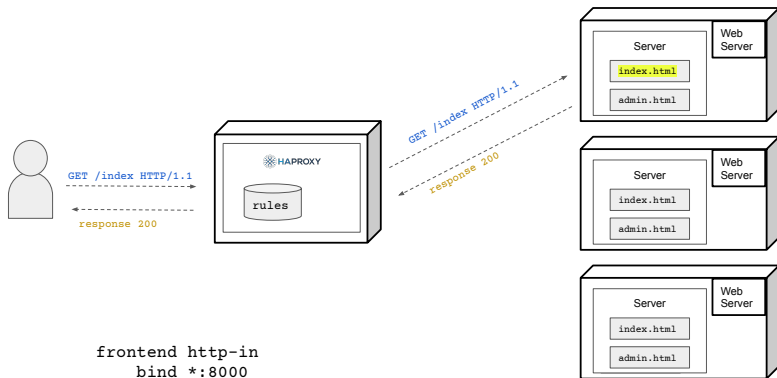 Web
Server
Server
index.html
admin.html
GET /index HTTP/1.1
response 200
HAPROXY
rules
GET /index HTTP/1.1
response 200
Web
Server
Server
index.html
admin.html
Web
Server
Server
index.html
admin.html
frontend http-in
bind *:8000